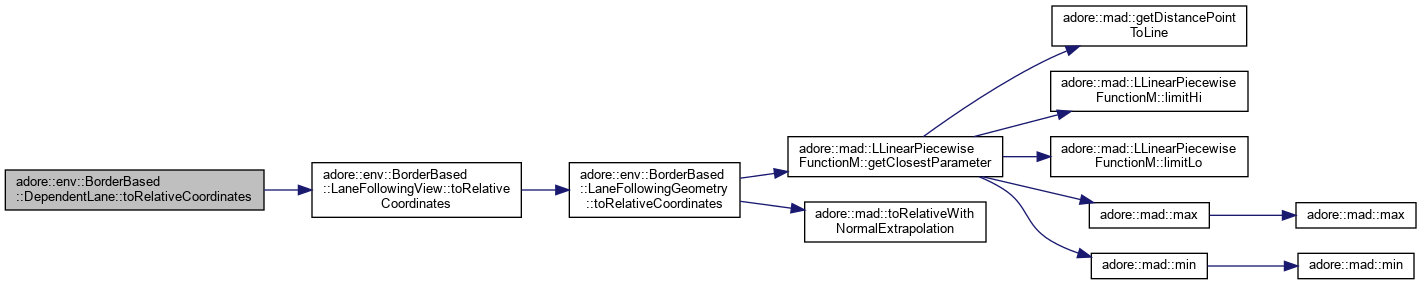 adore::env::BorderBased
::DependentLane::toRelativeCoordinates
adore::env::BorderBased
::LaneFollowingView::toRelative
Coordinates
adore::env::BorderBased
::LaneFollowingGeometry
::toRelativeCoordinates
adore::mad::LLinearPiecewise
FunctionM::getClosestParameter
adore::mad::toRelativeWith
NormalExtrapolation
adore::mad::getDistancePoint
ToLine
adore::mad::LLinearPiecewise
FunctionM::limitHi
adore::mad::LLinearPiecewise
FunctionM::limitLo
adore::mad::max
adore::mad::max
adore::mad::min
adore::mad::min